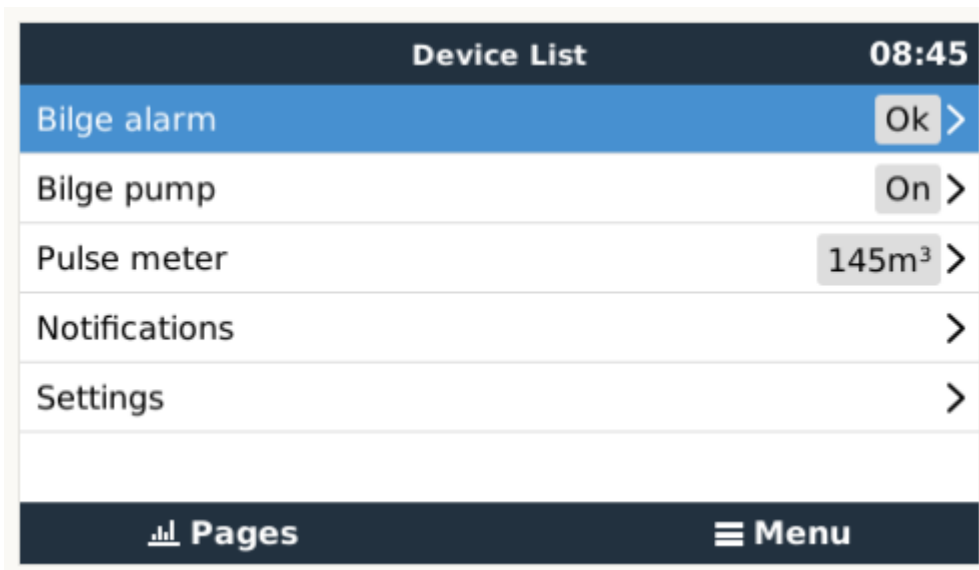 Device List 08:45
Bilge alarm Ok
Bilge pump On
Pulse meter 145m³
Notifications
Settings
Pages Menu